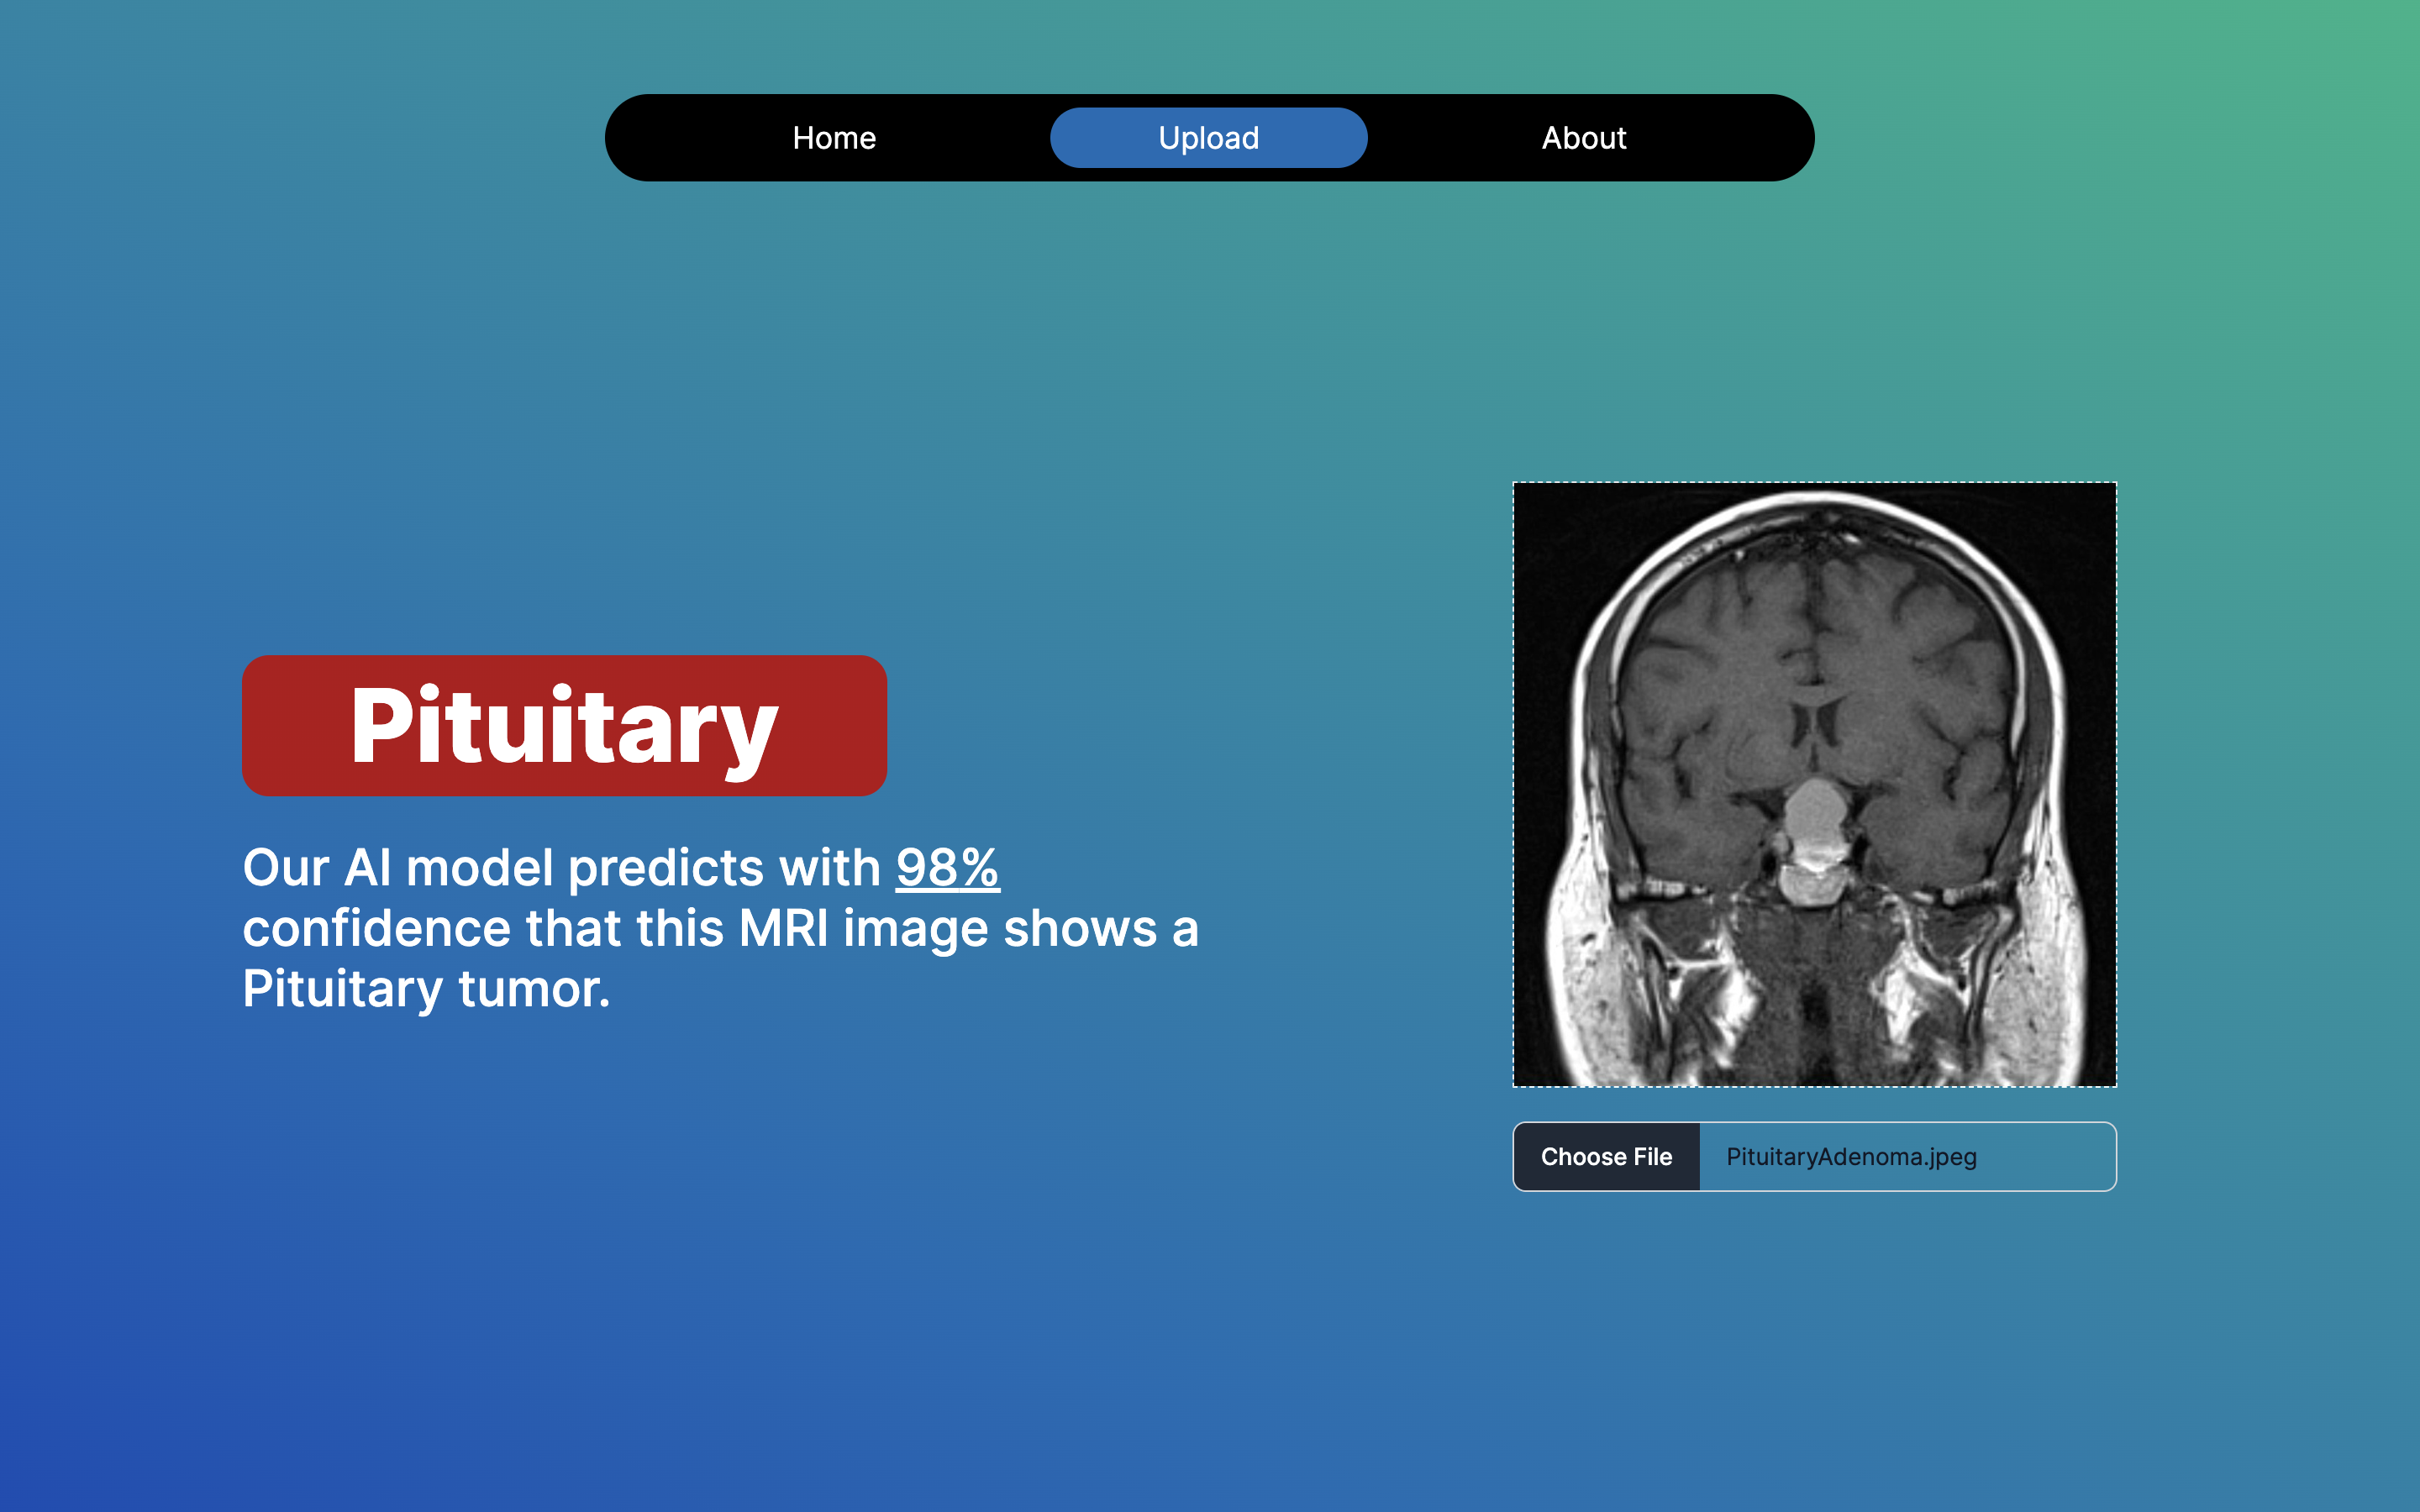 Home
Upload
About
Pituitary
Our AI model predicts with 98%
confidence that this MRI image shows a
Pituitary tumor.
Choose File
PituitaryAdenoma.jpeg